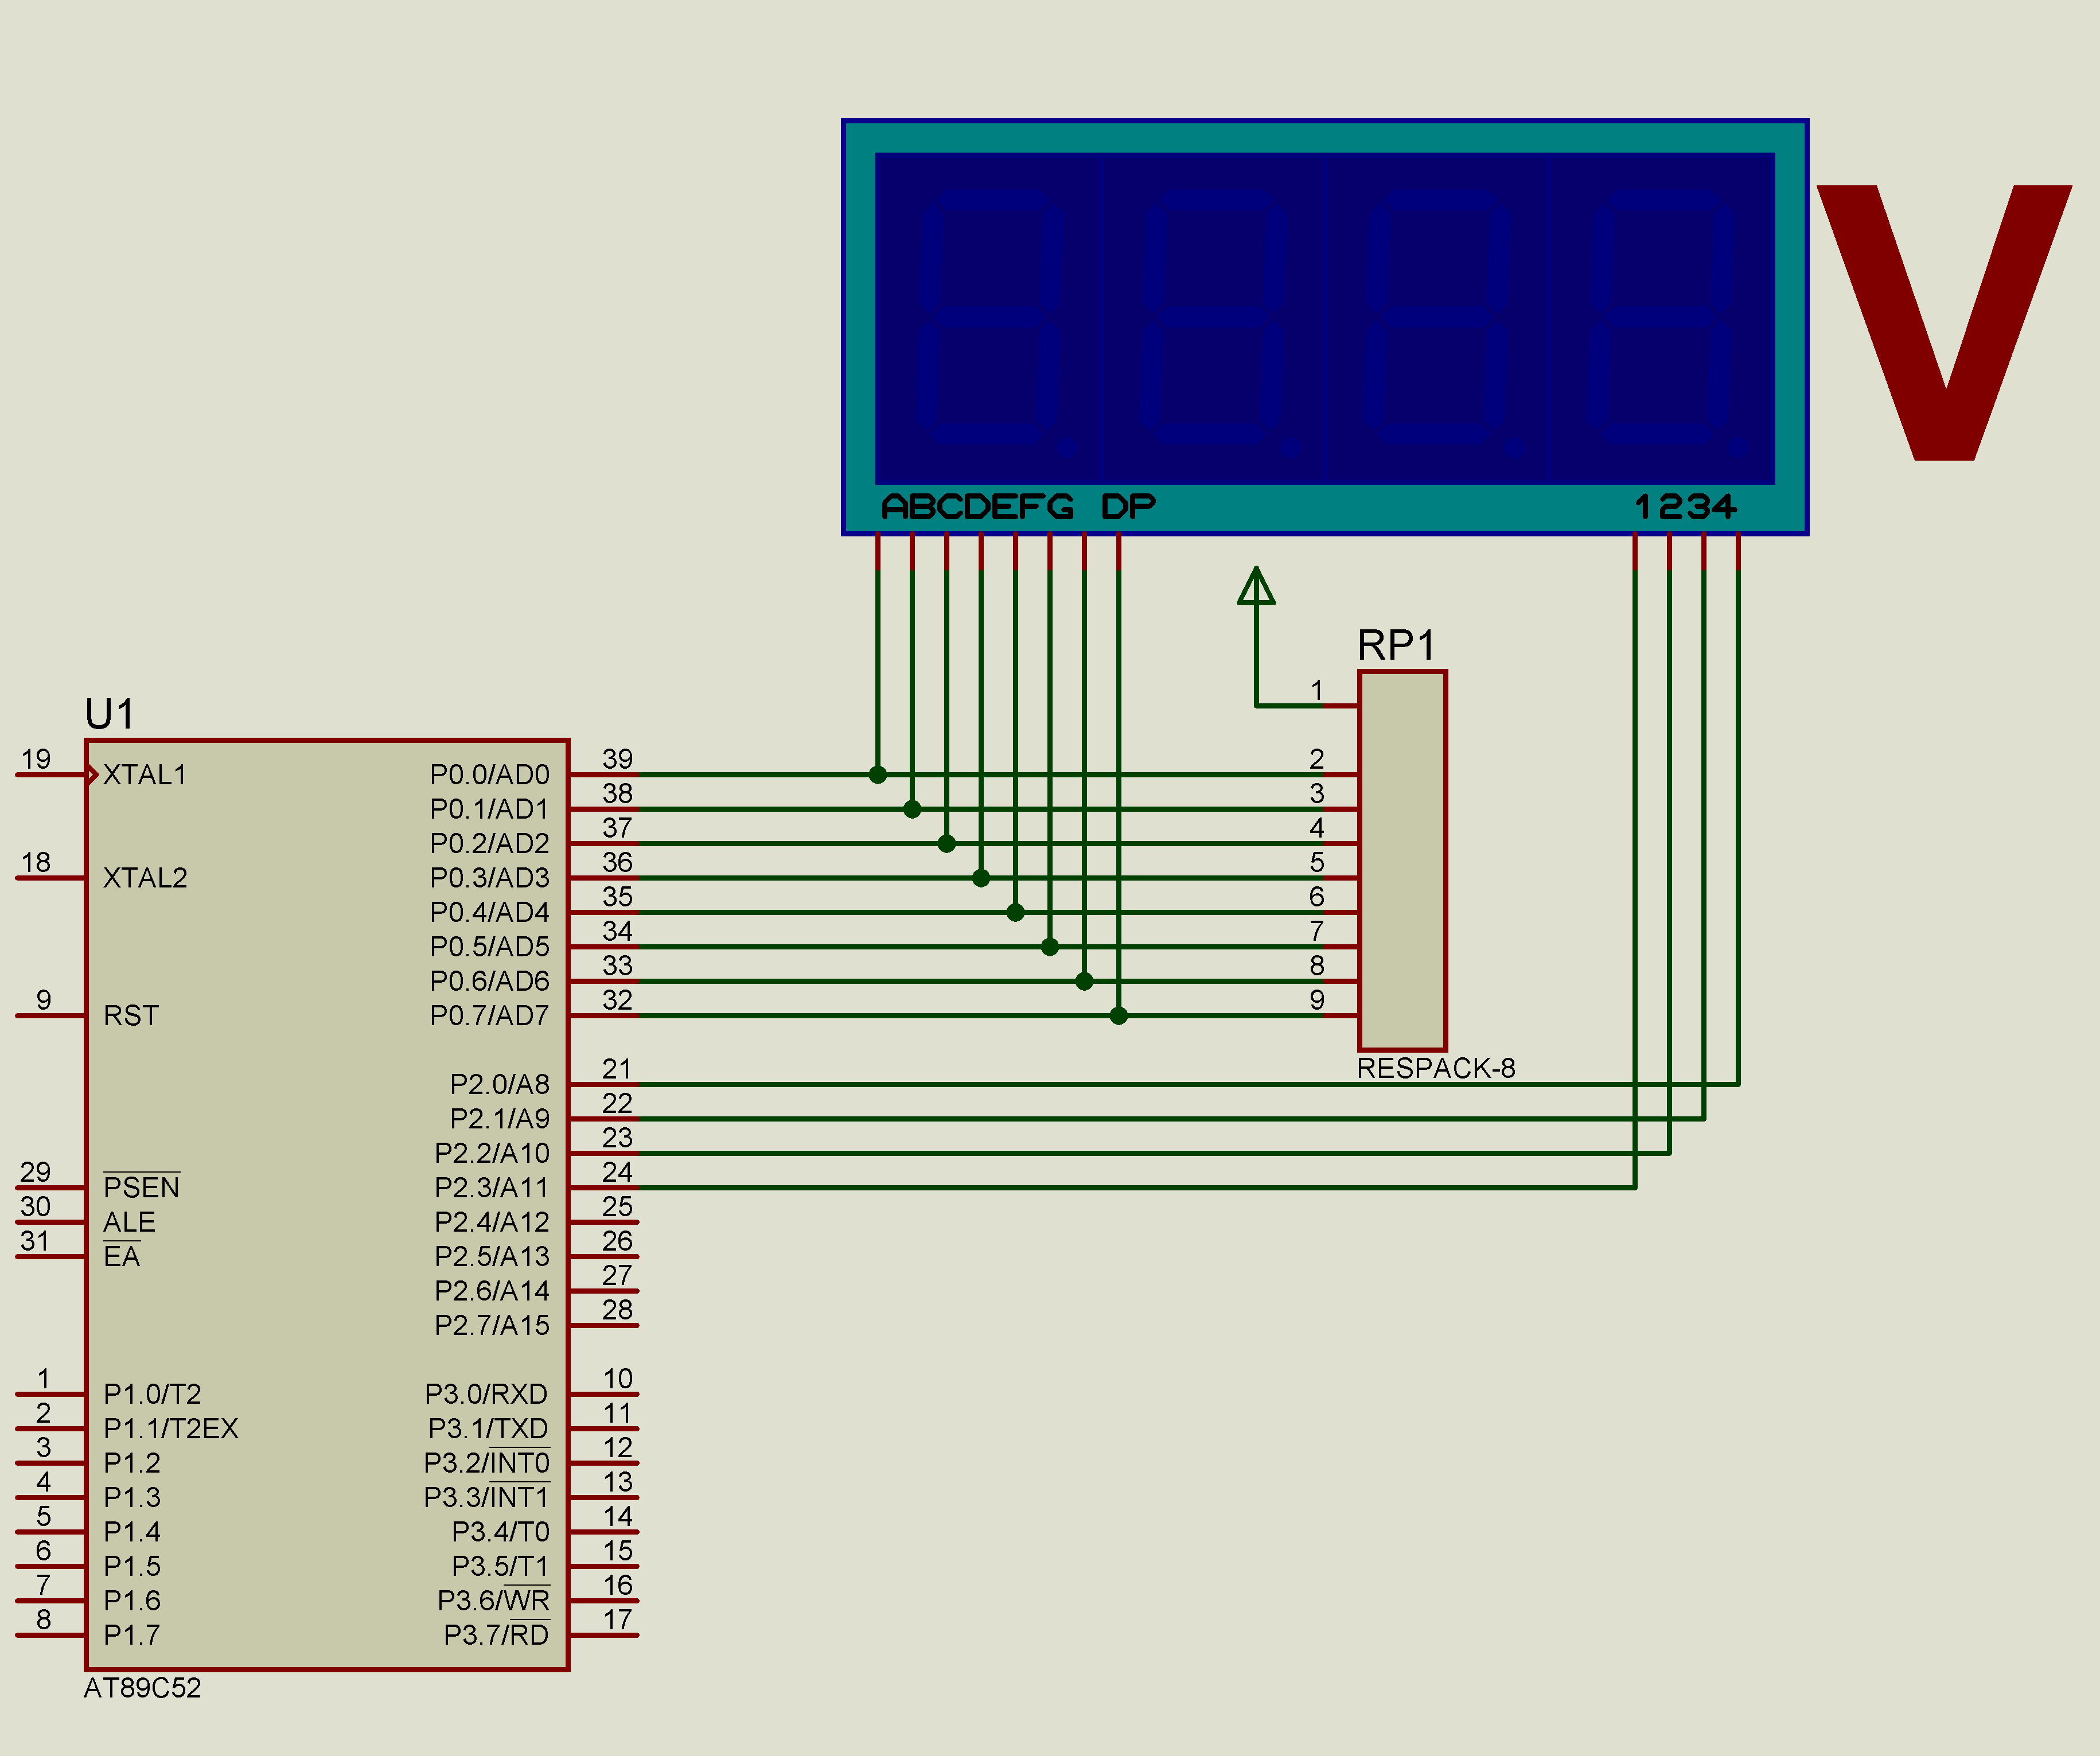 V
ABCDEFG DP 1234
RP1
1
2
3
4
5
6
7
8
9
RESPACK-8
U1
19 XTAL1
18 XTAL2
9 RST
29 PSEN
30 ALE
31 EA
1 P1.0/T2
2 P1.1/T2EX
3 P1.2
4 P1.3
5 P1.4
6 P1.5
7 P1.6
8 P1.7
P0.0/AD0 39
P0.1/AD1 38
P0.2/AD2 37
P0.3/AD3 36
P0.4/AD4 35
P0.5/AD5 34
P0.6/AD6 33
P0.7/AD7 32
P2.0/A8 21
P2.1/A9 22
P2.2/A10 23
P2.3/A11 24
P2.4/A12 25
P2.5/A13 26
P2.6/A14 27
P2.7/A15 28
P3.0/RXD 10
P3.1/TXD 11
P3.2/INT0 12
P3.3/INT1 13
P3.4/T0 14
P3.5/T1 15
P3.6/WR 16
P3.7/RD 17
AT89C52